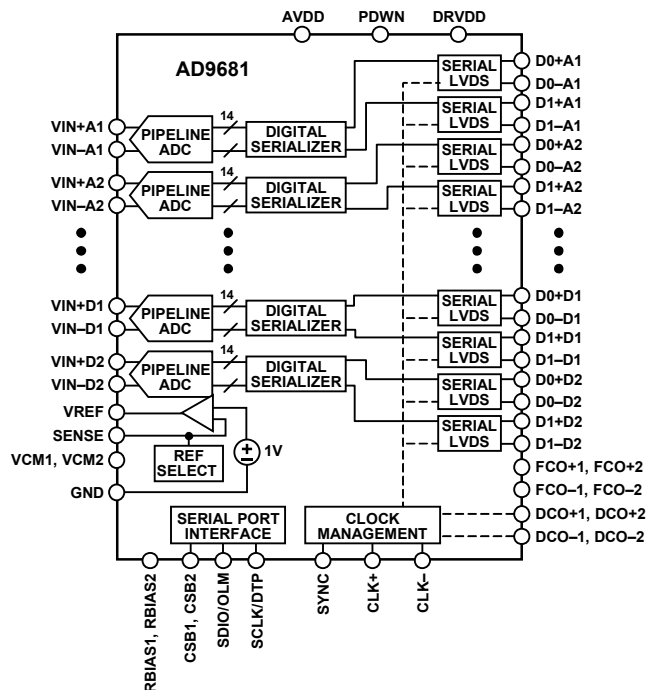 AVDD
PDWN
DRVDD
AD9681
SERIAL
LVDS
D0+A1
D0–A1
VIN+A1
VIN–A1
PIPELINE
ADC
14
DIGITAL
SERIALIZER
SERIAL
LVDS
D1+A1
D1–A1
SERIAL
LVDS
D0+A2
D0–A2
VIN+A2
VIN–A2
PIPELINE
ADC
14
DIGITAL
SERIALIZER
SERIAL
LVDS
D1+A2
D1–A2
VIN+D1
VIN–D1
PIPELINE
ADC
14
DIGITAL
SERIALIZER
SERIAL
LVDS
D0+D1
D0–D1
SERIAL
LVDS
D1+D1
D1–D1
VIN+D2
VIN–D2
PIPELINE
ADC
14
DIGITAL
SERIALIZER
SERIAL
LVDS
D0+D2
D0–D2
SERIAL
LVDS
D1+D2
D1–D2
VREF
SENSE
VCM1, VCM2
GND
REF
SELECT
1V
FCO+1, FCO+2
FCO–1, FCO–2
DCO+1, DCO+2
DCO–1, DCO–2
SERIAL PORT
INTERFACE
CLOCK
MANAGEMENT
RBIAS1, RBIAS2
CSB1, CSB2
SDIO/OLM
SCLK/DTP
SYNC
CLK+
CLK–